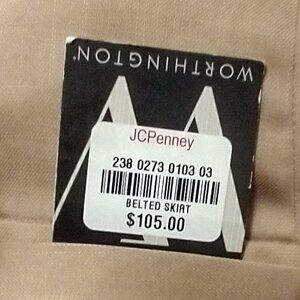 WORTHINGTON
JCPenney
238 0273 0103 03
BELTED SKIRT
$105.00